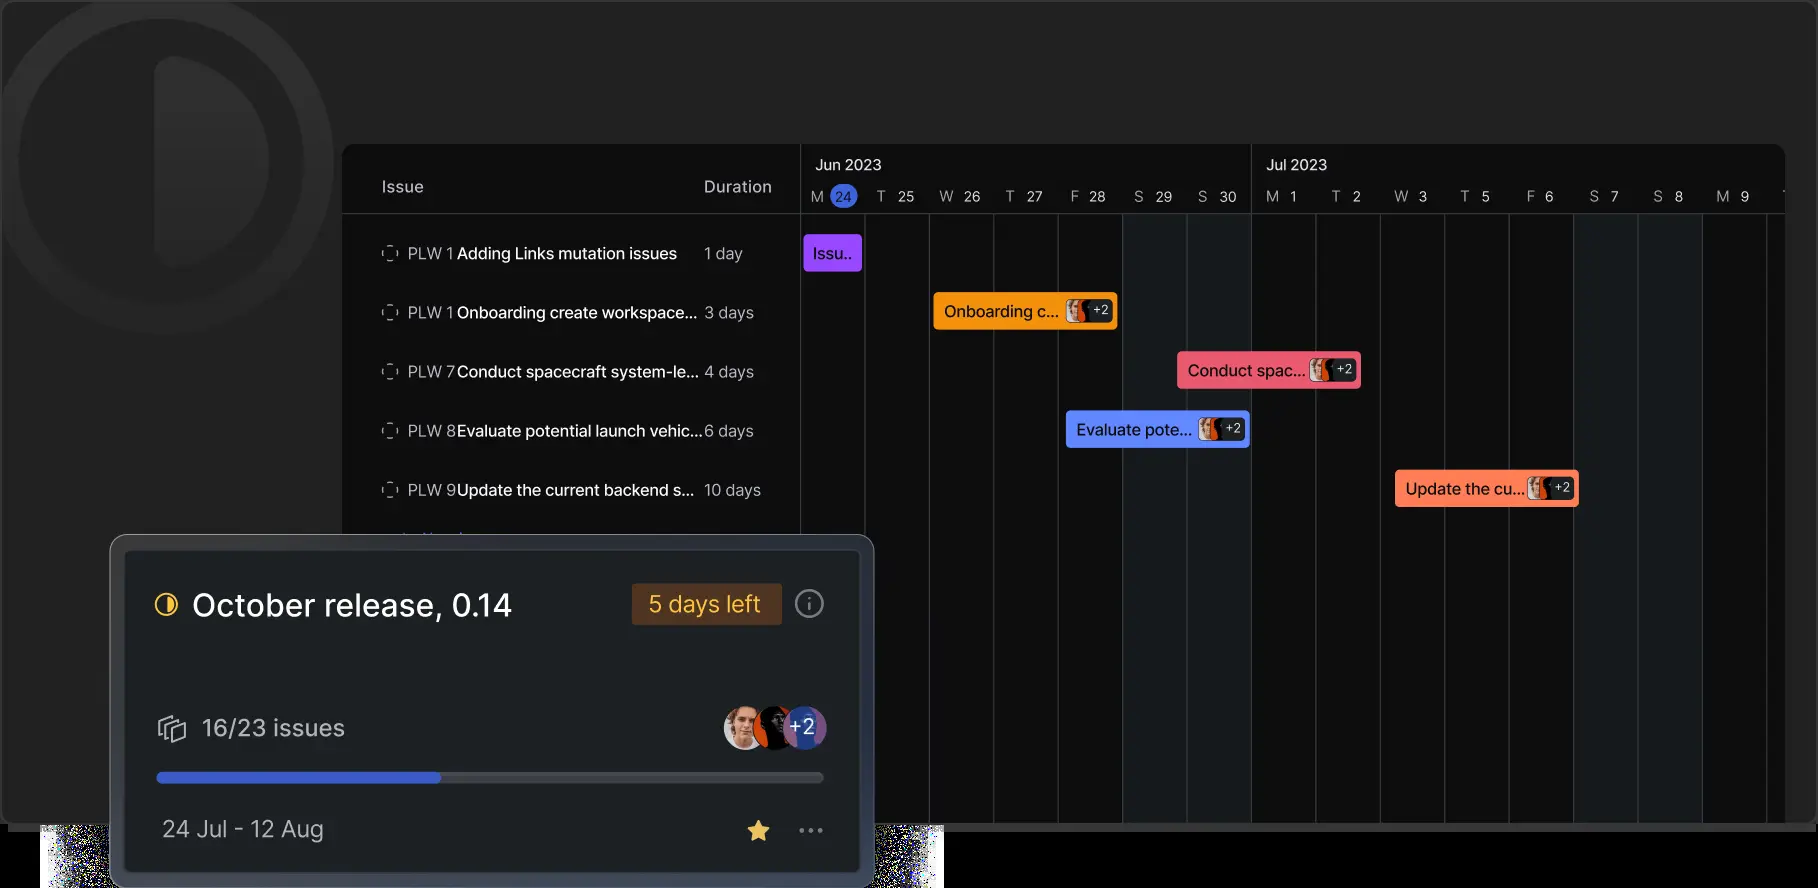 Jun 2023
Jul 2023
Issue
Duration
M 24 T 25 W 26 T 27 F 28 S 29 S 30 M 1 T 2 W 3 T 5 F 6 S 7 S 8 M 9
PLW 1 Adding Links mutation issues 1 day
Issu..
PLW 1 Onboarding create workspace... 3 days
Onboarding c... +2
PLW 7 Conduct spacecraft system-le... 4 days
Conduct spac... +2
PLW 8 Evaluate potential launch vehic... 6 days
Evaluate pote... +2
PLW 9 Update the current backend s... 10 days
Update the cu... +2
October release, 0.14
5 days left
16/23 issues
+2
24 Jul - 12 Aug